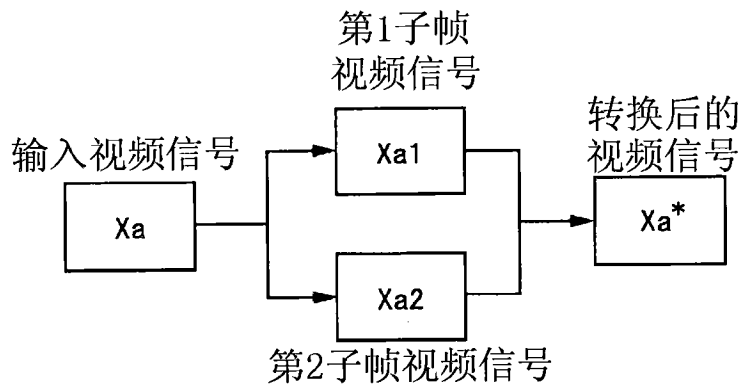 第1子帧
视频信号
Xa1
输入视频信号
Xa
转换后的
视频信号
Xa*
Xa2
第2子帧视频信号